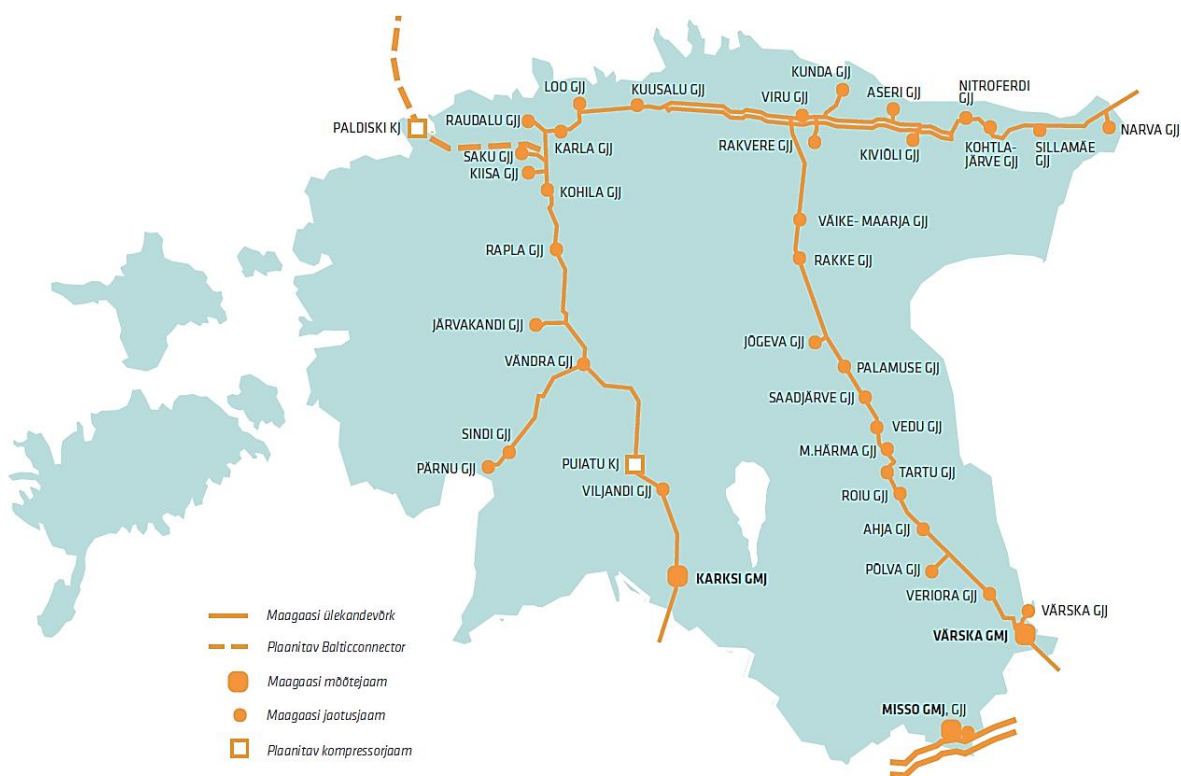 KUNDA GJJ
LOO GJJ
KUUSALU GJJ
VIRU GJJ
ASERI GJJ
NITROFERDI
GJJ
PALDISKI KJ
RAUDALU GJJ
KARLA GJJ
RAKVERE GJJ
KIVIÕLI GJJ
KOHTLA-
JÄRVE GJJ
SILLAMÄE
GJJ
NARVA GJJ
SAKU GJJ
KIISA GJJ
KOHILA GJJ
VÄIKE- MAARJA GJJ
RAPLA GJJ
RAKKE GJJ
JÄRVAKANDI GJJ
JÕGEVA GJJ
VÄNDRA GJJ
PALAMUSE GJJ
SAADJÄRVE GJJ
VEDU GJJ
SINDI GJJ
M.HÄRMA GJJ
PÄRNU GJJ
PUIATU KJ
TARTU GJJ
VILJANDI GJJ
ROIU GJJ
AHJA GJJ
PÕLVA GJJ
KARKSI GMJ
VERIORA GJJ
VÄRSKA GJJ
VÄRSKA GMJ
MISSO GMJ, GJJ
Maagaasi ülekandevõrk
Plaanitav Balticconnector
Maagaasi mõõtejaam
Maagaasi jaotusjaam
Plaanitav kompressorjaam